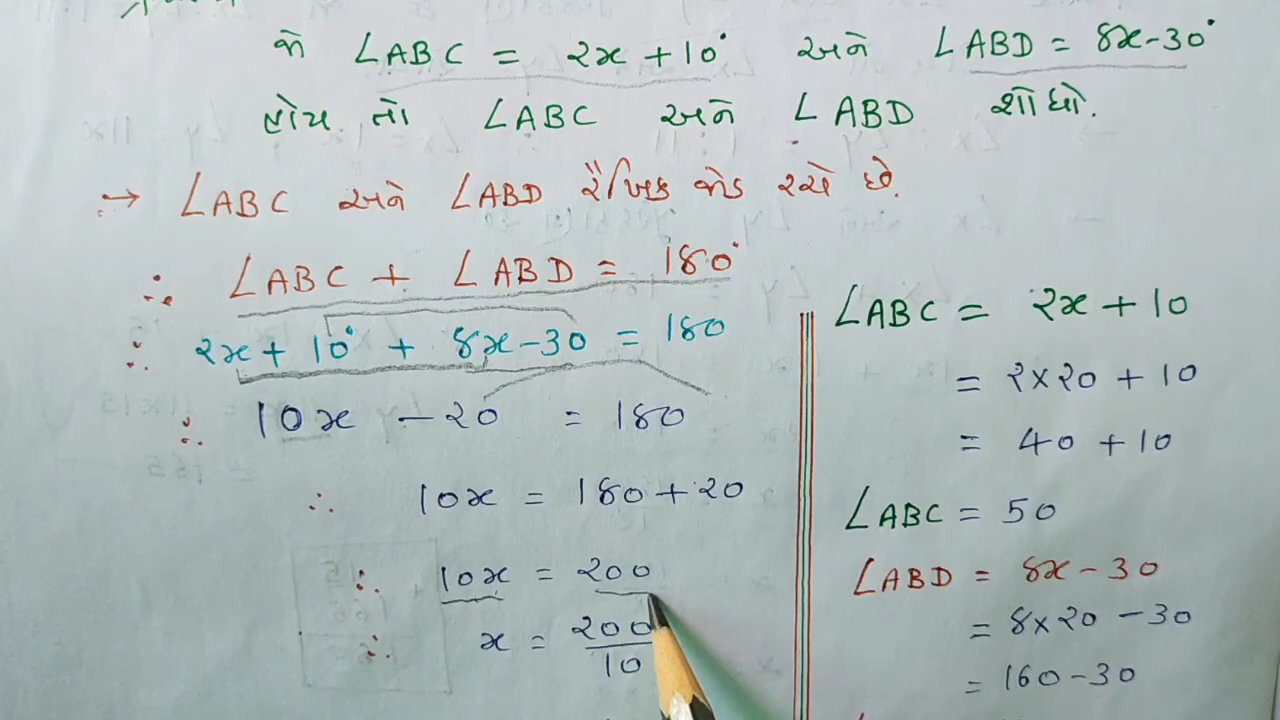 જો ∠ABC = 2x + 10° અને ∠ABD = 8x - 30°
હોય તો ∠ABC અને ∠ABD શોધો.
→ ∠ABC અને ∠ABD રૈખિક જોડ રચે છે.
∴ ∠ABC + ∠ABD = 180°
∴ 2x + 10° + 8x - 30 = 180
∴ 10x - 20 = 180
∴ 10x = 180 + 20
∴ 10x = 200
∴ x = 200/10
∠ABC = 2x + 10
= 2 × 20 + 10
= 40 + 10
∠ABC = 50
∠ABD = 8x - 30
= 8 × 20 - 30
= 160 - 30